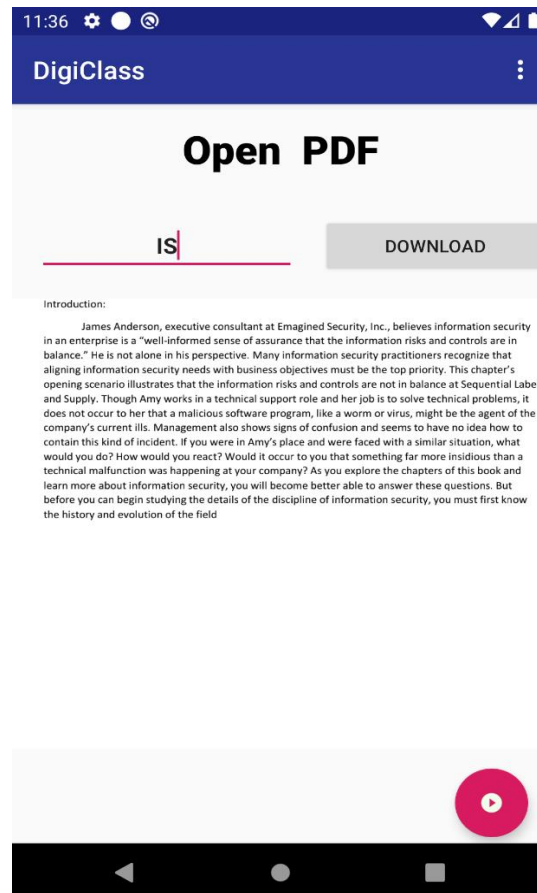 11:36
DigiClass
Open PDF
IS
DOWNLOAD
Introduction:
James Anderson, executive consultant at Emagined Security, Inc., believes information security
in an enterprise is a “well-informed sense of assurance that the information risks and controls are in
balance.” He is not alone in his perspective. Many information security practitioners recognize that
aligning information security needs with business objectives must be the top priority. This chapter’s
opening scenario illustrates that the information risks and controls are not in balance at Sequential Labe
and Supply. Though Amy works in a technical support role and her job is to solve technical problems, it
does not occur to her that a malicious software program, like a worm or virus, might be the agent of the
company’s current ills. Management also shows signs of confusion and seems to have no idea how to
contain this kind of incident. If you were in Amy’s place and were faced with a similar situation, what
would you do? How would you react? Would it occur to you that something far more insidious than a
technical malfunction was happening at your company? As you explore the chapters of this book and
learn more about information security, you will become better able to answer these questions. But
before you can begin studying the details of the discipline of information security, you must first know
the history and evolution of the field